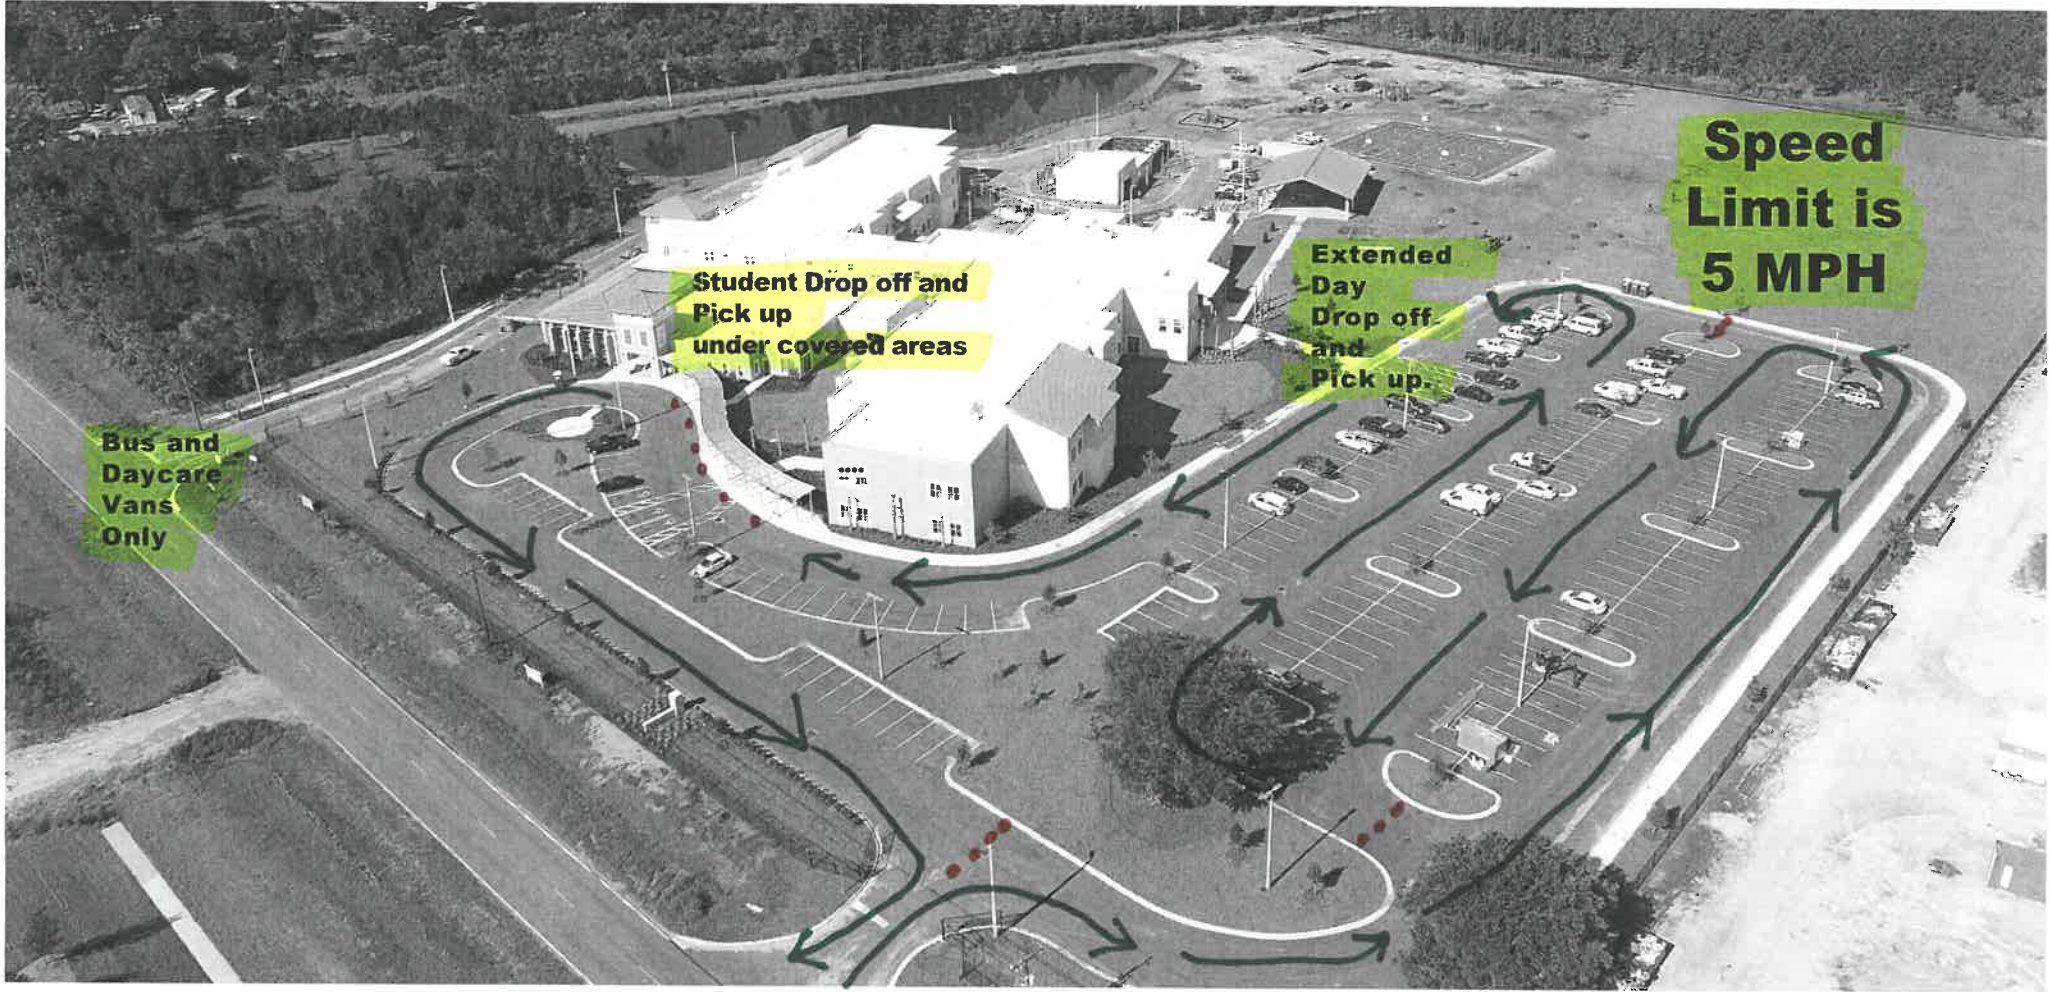 Speed
Limit is
5 MPH
Student Drop off and
Pick up
under covered areas
Extended
Day
Drop off
and
Pick up.
Bus and
Daycare
Vans
Only